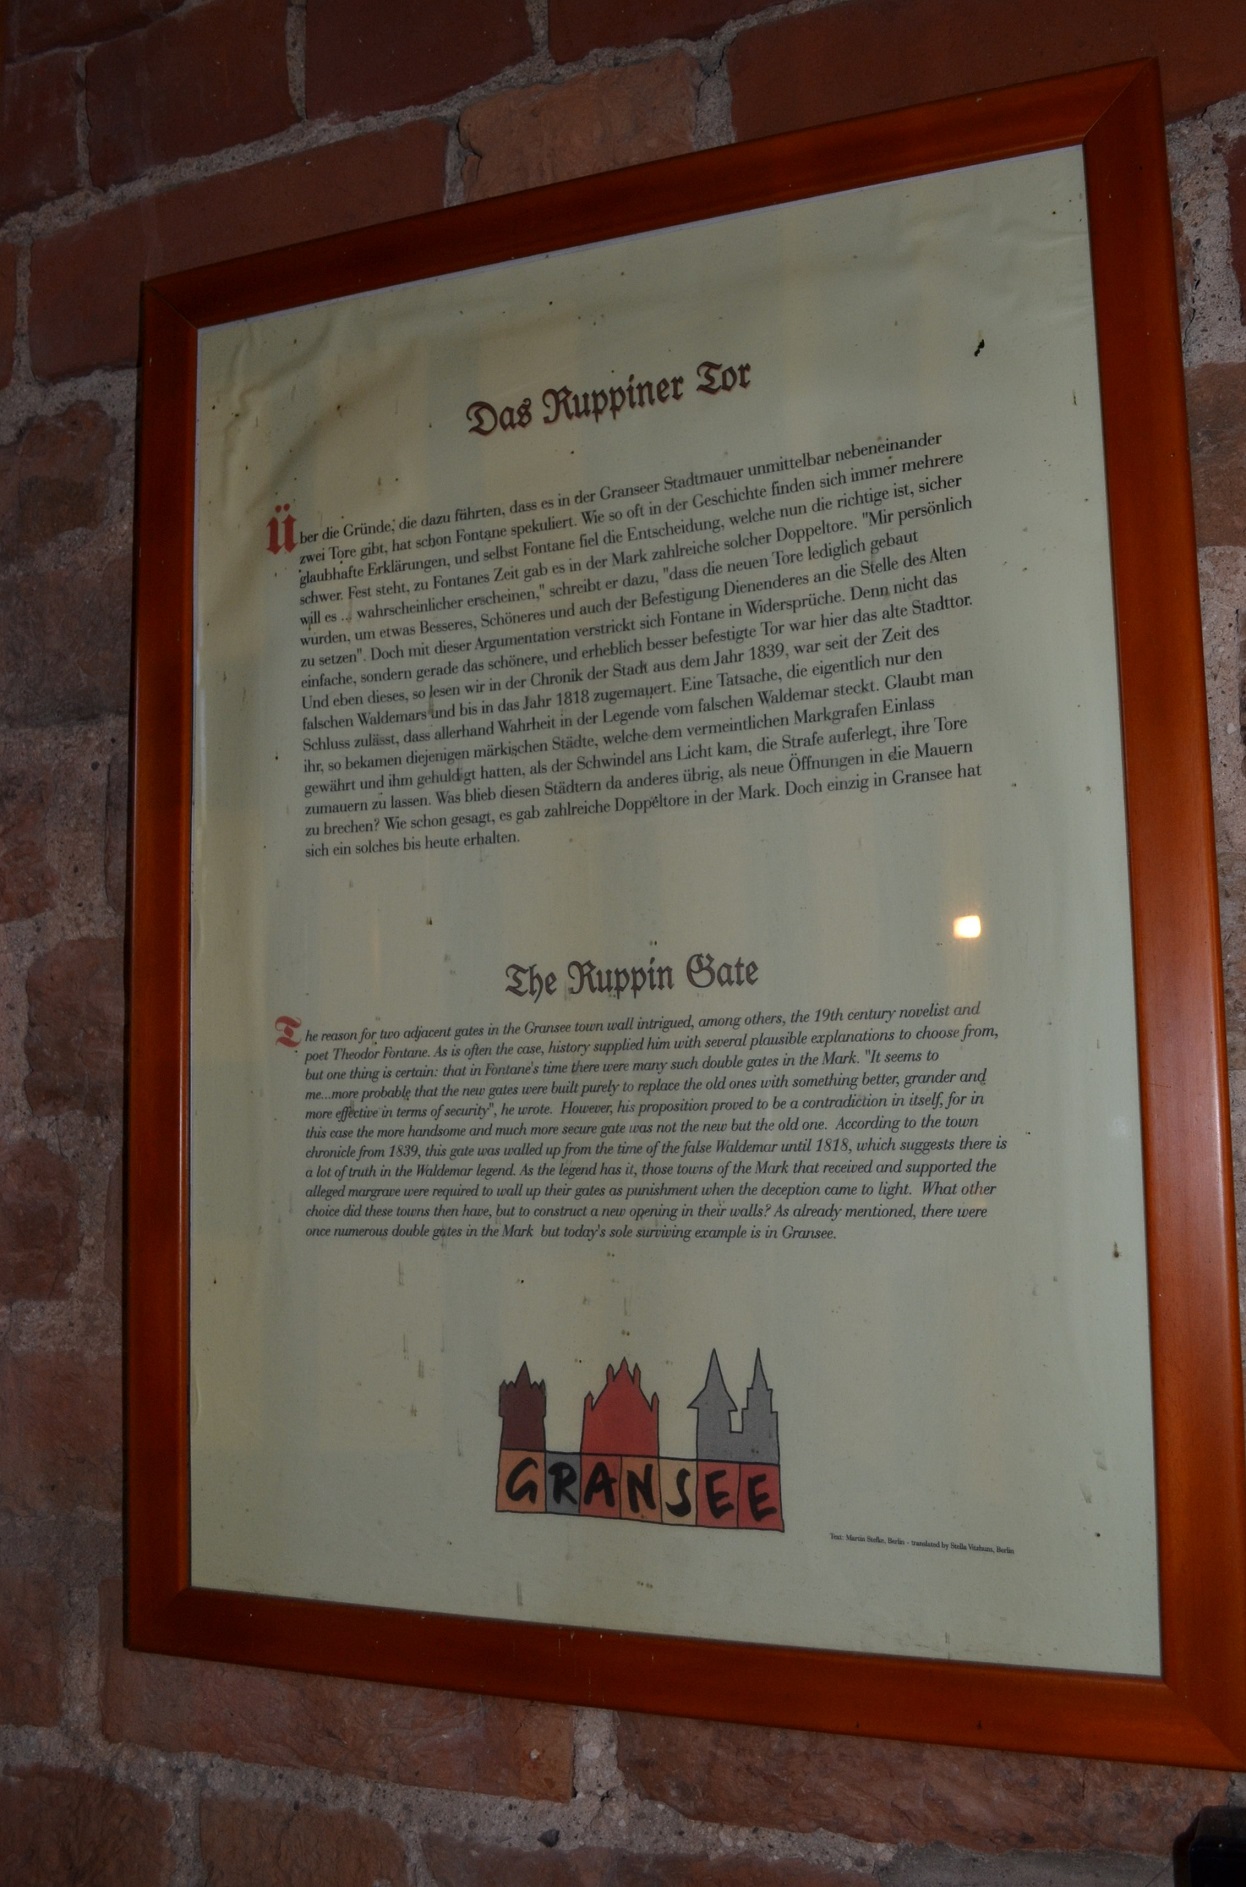 Das Ruppiner Tor
Über die Gründe, die dazu führten, dass es in der Granseer Stadtmauer unmittelbar nebeneinander
zwei Tore gibt, hat schon Fontane spekuliert. Wie so oft in der Geschichte finden sich immer mehrere
glaubhafte Erklärungen, und selbst Fontane fiel die Entscheidung, welche nun die richtige ist, sicher
schwer. Fest steht, zu Fontanes Zeit gab es in der Mark zahlreiche solcher Doppeltore. "Mir persönlich
will es ... wahrscheinlicher erscheinen," schreibt er dazu, "dass die neuen Tore lediglich gebaut
wurden, um etwas Besseres, Schöneres und auch der Befestigung Dienenderes an die Stelle des Alten
zu setzen". Doch mit dieser Argumentation verstrickt sich Fontane in Widersprüche. Denn nicht das
einfache, sondern gerade das schönere, und erheblich besser befestigte Tor war hier das alte Stadttor.
Und eben dieses, so lesen wir in der Chronik der Stadt aus dem Jahr 1839, war seit der Zeit des
falschen Waldemars und bis in das Jahr 1818 zugemauert. Eine Tatsache, die eigentlich nur den
Schluss zulässt, dass allerhand Wahrheit in der Legende vom falschen Waldemar steckt. Glaubt man
ihr, so bekamen diejenigen märkischen Städte, welche dem vermeintlichen Markgrafen Einlass
gewährt und ihm gehuldigt hatten, als der Schwindel ans Licht kam, die Strafe auferlegt, ihre Tore
zumauern zu lassen. Was blieb diesen Städtern da anderes übrig, als neue Öffnungen in die Mauern
zu brechen? Wie schon gesagt, es gab zahlreiche Doppeltore in der Mark. Doch einzig in Gransee hat
sich ein solches bis heute erhalten.
The Ruppin Gate
The reason for two adjacent gates in the Gransee town wall intrigued, among others, the 19th century novelist and
poet Theodor Fontane. As is often the case, history supplied him with several plausible explanations to choose from,
but one thing is certain: that in Fontane's time there were many such double gates in the Mark. "It seems to
me...more probable that the new gates were built purely to replace the old ones with something better, grander and
more effective in terms of security", he wrote. However, his proposition proved to be a contradiction in itself, for in
this case the more handsome and much more secure gate was not the new but the old one. According to the town
chronicle from 1839, this gate was walled up from the time of the false Waldemar until 1818, which suggests there is
a lot of truth in the Waldemar legend. As the legend has it, those towns of the Mark that received and supported the
alleged margrave were required to wall up their gates as punishment when the deception came to light. What other
choice did these towns then have, but to construct a new opening in their walls? As already mentioned, there were
once numerous double gates in the Mark but today's sole surviving example is in Gransee.
GRANSEE
Text: Martin Stefke, Berlin - translated by Stella Vitzthum, Berlin